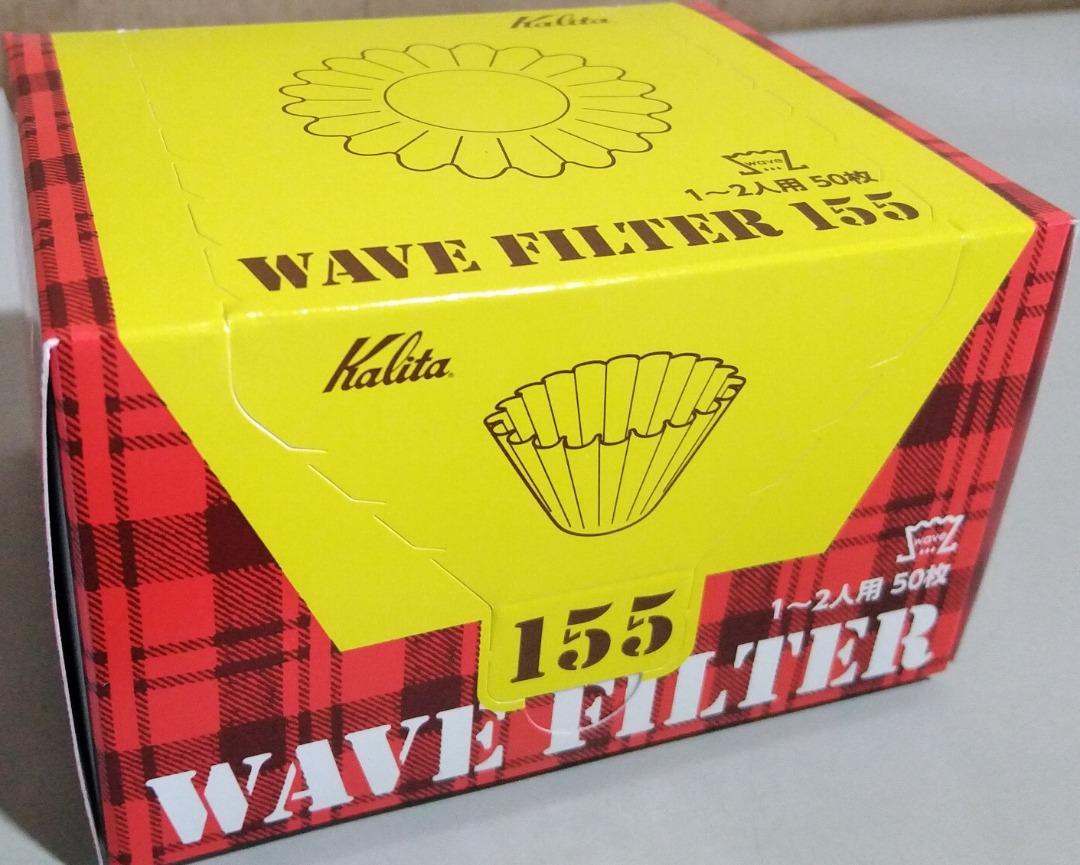 Kalita
wave
1～2人用 50枚
WAVE FILTER 155
Kalita
155
wave
1～2人用 50枚
WAVE FILTER